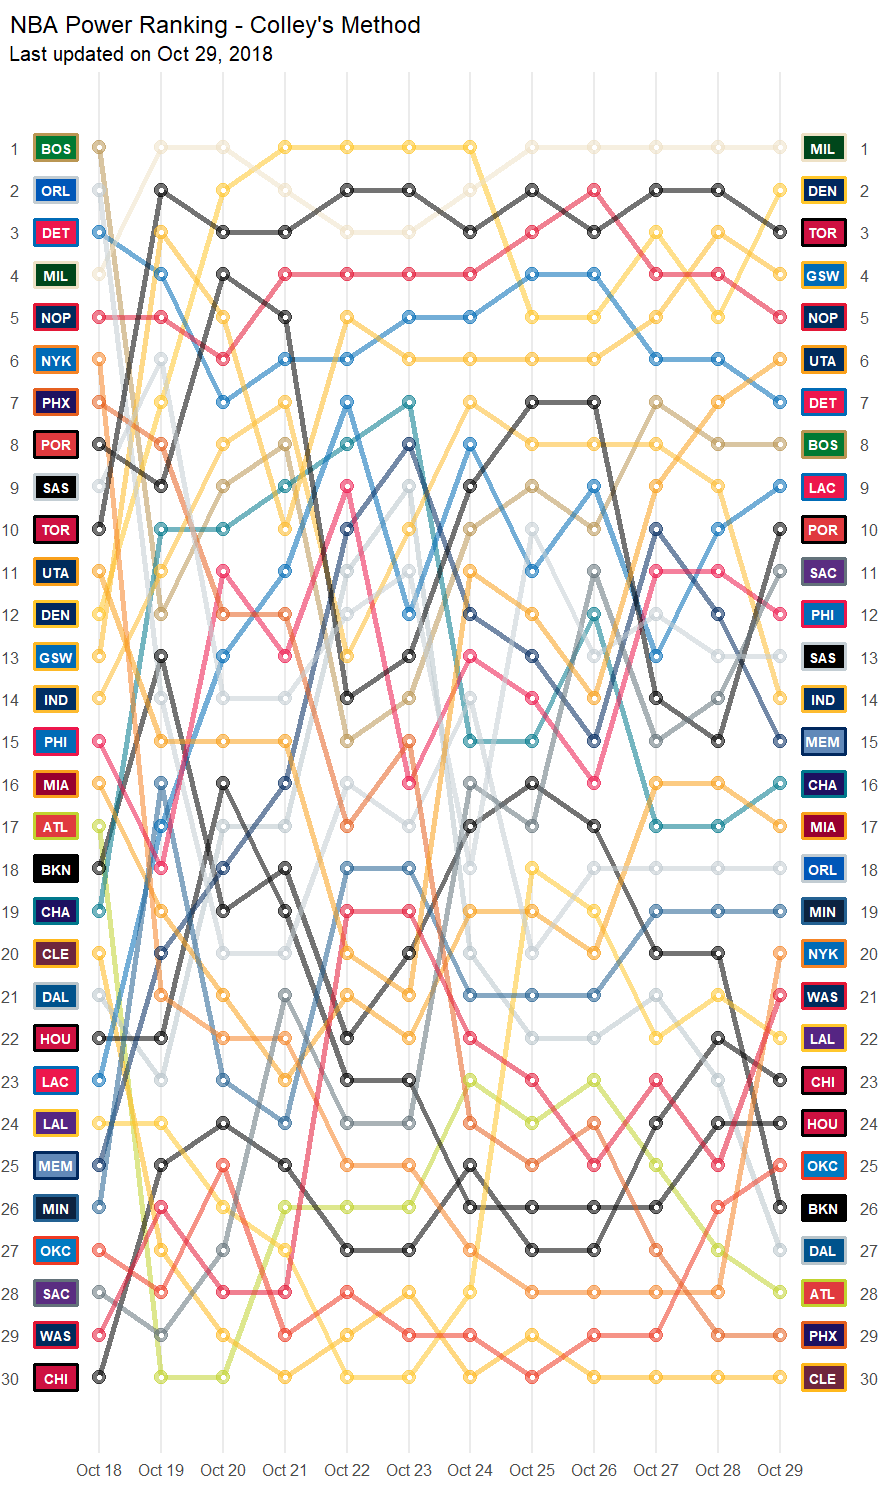 NBA Power Ranking - Colley's Method
Last updated on Oct 29, 2018
1 BOS MIL 1
2 ORL DEN 2
3 DET TOR 3
4 MIL GSW 4
5 NOP NOP 5
6 NYK UTA 6
7 PHX DET 7
8 POR BOS 8
9 SAS LAC 9
10 TOR POR 10
11 UTA SAC 11
12 DEN PHI 12
13 GSW SAS 13
14 IND IND 14
15 PHI MEM 15
16 MIA CHA 16
17 ATL MIA 17
18 BKN ORL 18
19 CHA MIN 19
20 CLE NYK 20
21 DAL WAS 21
22 HOU LAL 22
23 LAC CHI 23
24 LAL HOU 24
25 MEM OKC 25
26 MIN BKN 26
27 OKC DAL 27
28 SAC ATL 28
29 WAS PHX 29
30 CHI CLE 30
Oct 18 Oct 19 Oct 20 Oct 21 Oct 22 Oct 23 Oct 24 Oct 25 Oct 26 Oct 27 Oct 28 Oct 29